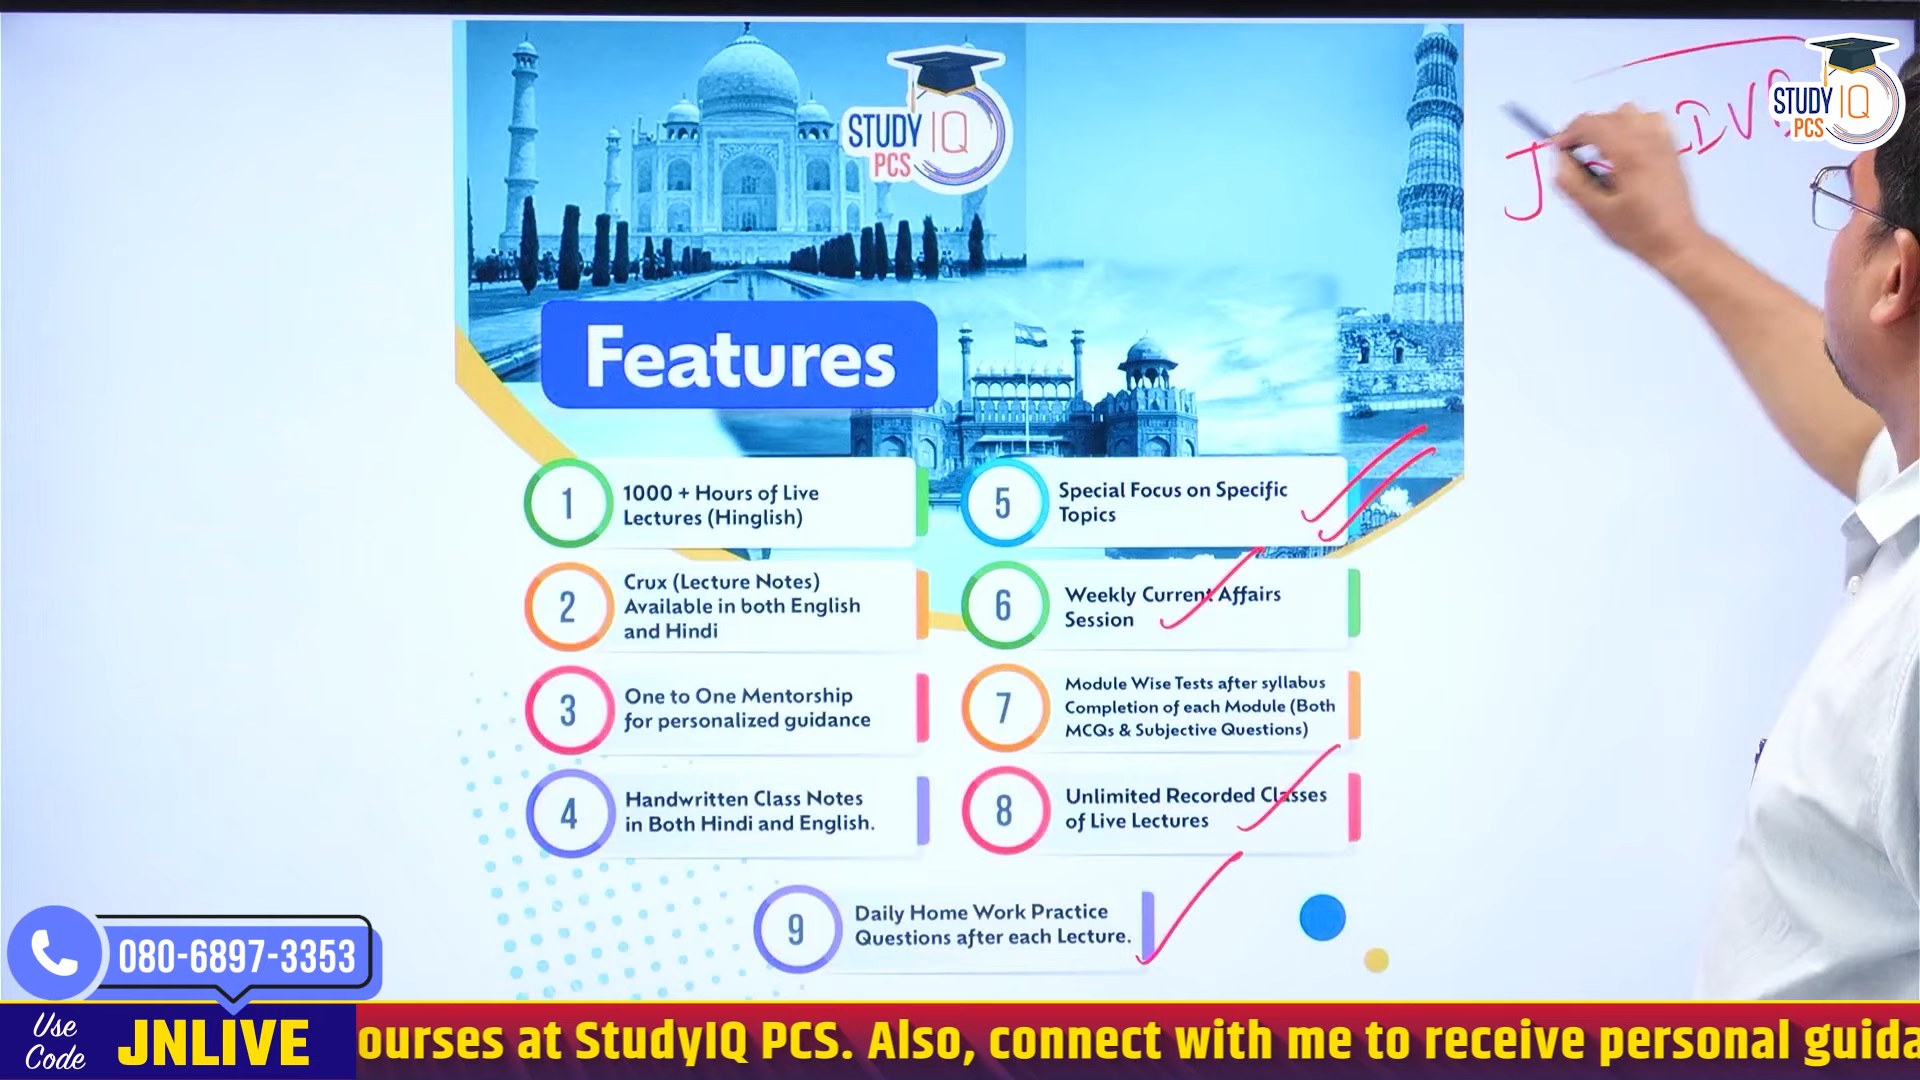 STUDY IQ
PCS
STUDY IQ
PCS
Features
1
1000 + Hours of Live
Lectures (Hinglish)
2
Crux (Lecture Notes)
Available in both English
and Hindi
3
One to One Mentorship
for personalized guidance
4
Handwritten Class Notes
in Both Hindi and English.
5
Special Focus on Specific
Topics
6
Weekly Current Affairs
Session
7
Module Wise Tests after syllabus
Completion of each Module (Both
MCQs & Subjective Questions)
8
Unlimited Recorded Classes
of Live Lectures
9
Daily Home Work Practice
Questions after each Lecture.
080-6897-3353
Use
Code
JNLIVE
ourses at StudyIQ PCS. Also, connect with me to receive personal guida